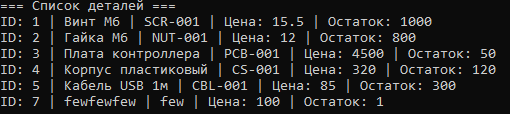 === Список деталей ===
ID: 1 | Винт М6 | SCR-001 | Цена: 15.5 | Остаток: 1000
ID: 2 | Гайка М6 | NUT-001 | Цена: 12 | Остаток: 800
ID: 3 | Плата контроллера | PCB-001 | Цена: 4500 | Остаток: 50
ID: 4 | Корпус пластиковый | CS-001 | Цена: 320 | Остаток: 120
ID: 5 | Кабель USB 1м | CBL-001 | Цена: 85 | Остаток: 300
ID: 7 | fewfewfew | few | Цена: 100 | Остаток: 1